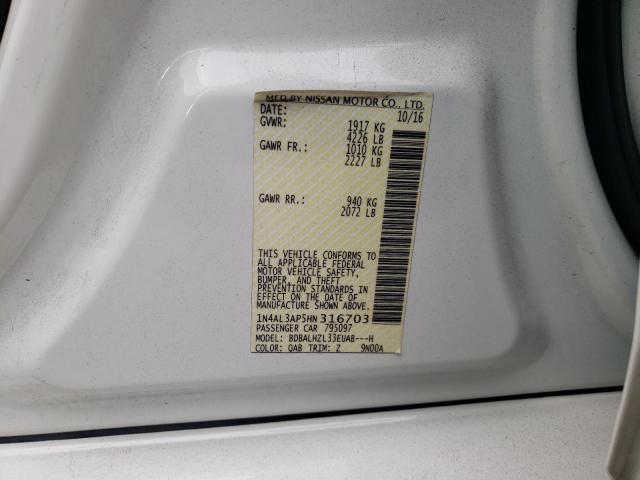 MFD BY NISSAN MOTOR CO., LTD.
DATE: 10/16
GVWR: 1917 KG
4226 LB
GAWR FR.: 1010 KG
2227 LB
GAWR RR.: 940 KG
2072 LB
THIS VEHICLE CONFORMS TO
ALL APPLICABLE FEDERAL
MOTOR VEHICLE SAFETY,
BUMPER, AND THEFT
PREVENTION STANDARDS IN
EFFECT ON THE DATE OF
MANUFACTURE SHOWN ABOVE.
1N4AL3AP5HN316703
PASSENGER CAR 795097
MODEL: BDBALHZL33EUAB---H
COLOR: QAB TRIM: Z 9N00A